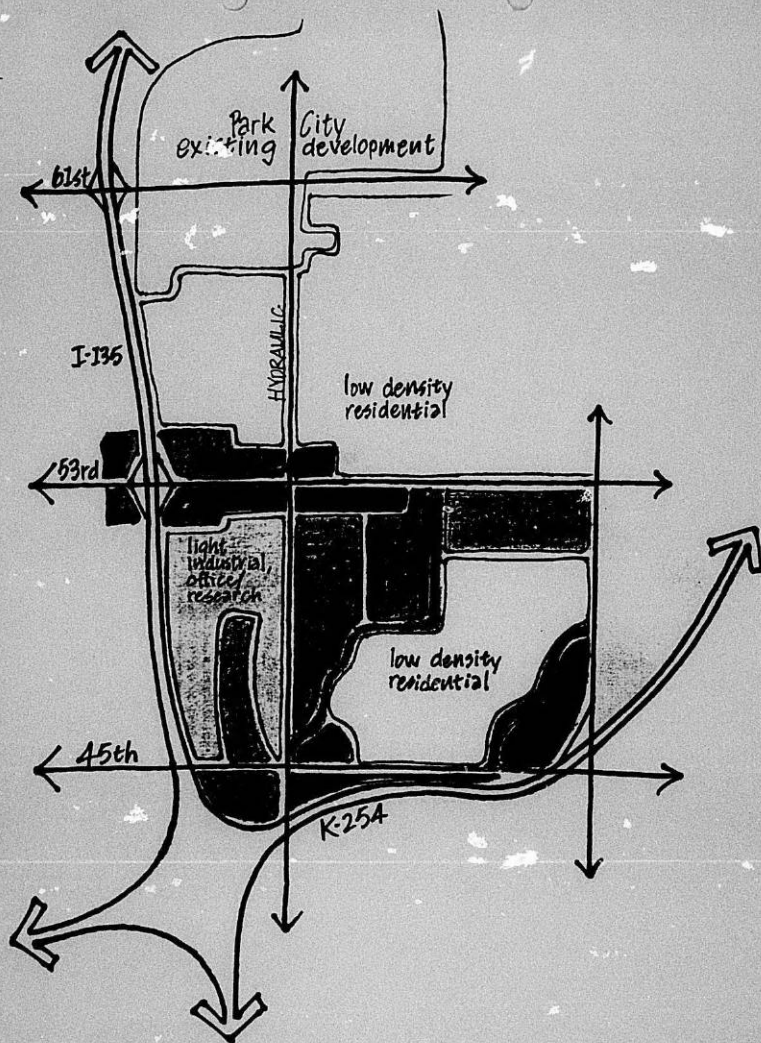 Park City
existing development
61st
I-135
HYDRAULIC
low density
residential
53rd
light
industrial,
office/
research
low density
residential
45th
K-254